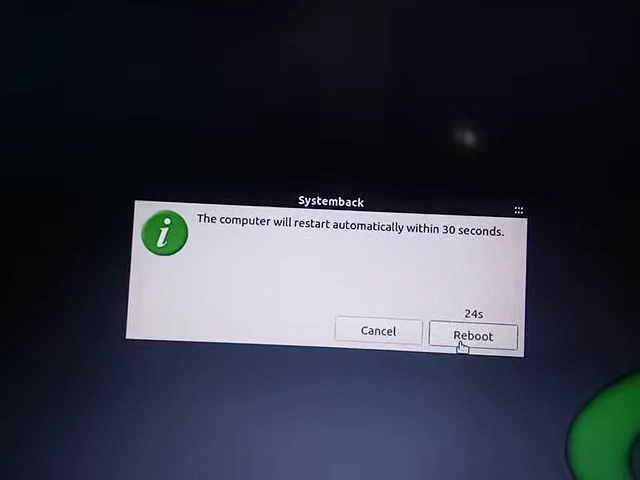 Systemback
The computer will restart automatically within 30 seconds.
24s
Cancel
Reboot